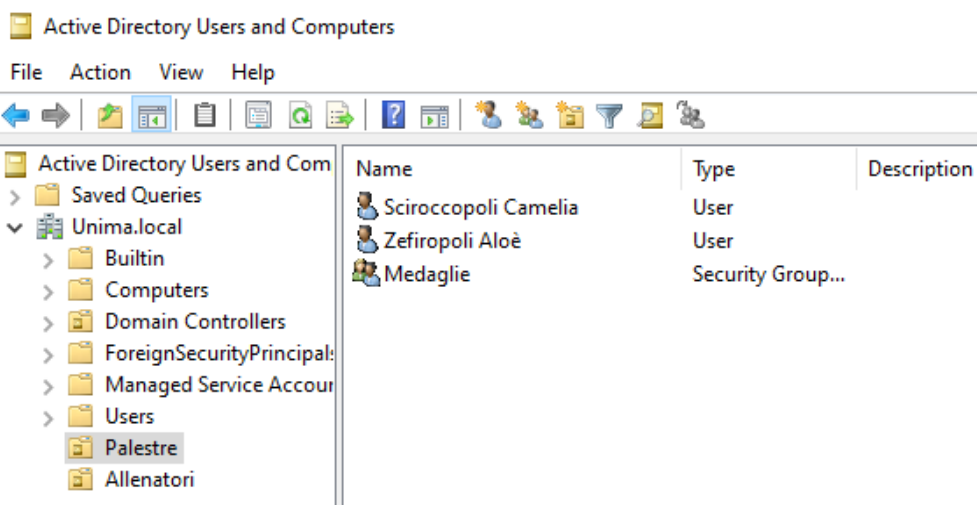 Active Directory Users and Computers
File Action View Help
Active Directory Users and Com
Saved Queries
Unima.local
Builtin
Computers
Domain Controllers
ForeignSecurityPrincipals
Managed Service Accour
Users
Palestre
Allenatori
Name Type Description
Sciroccopoli Camelia User
Zefiropoli Aloè User
Medaglie Security Group...